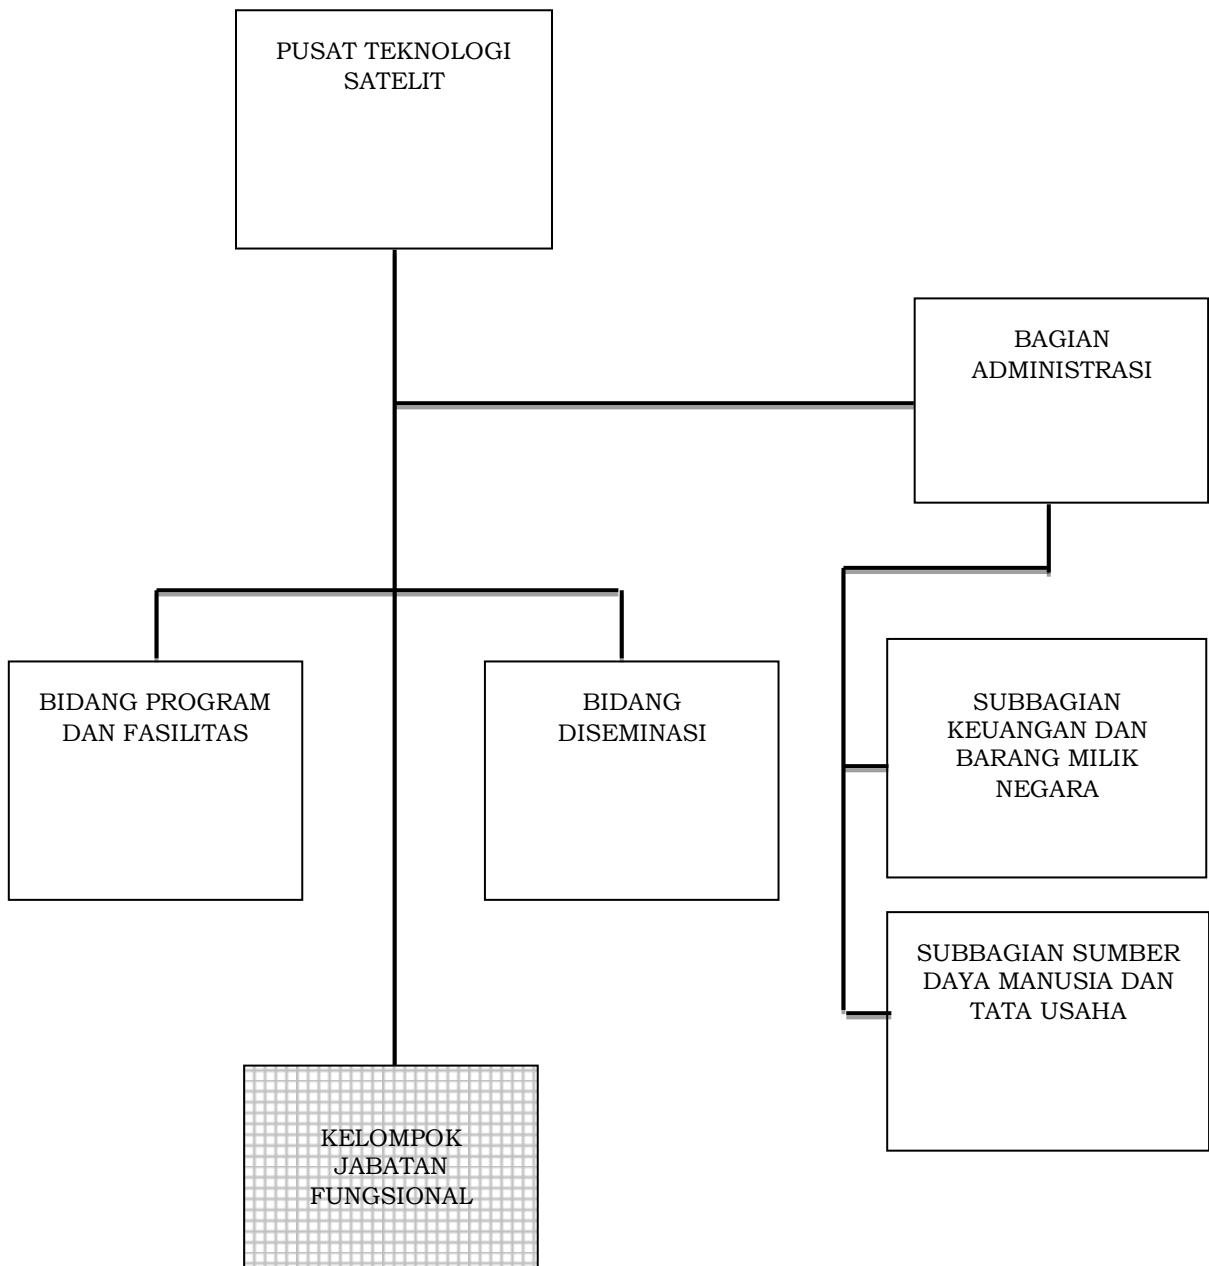 PUSAT TEKNOLOGI
SATELIT
BAGIAN
ADMINISTRASI
BIDANG PROGRAM
DAN FASILITAS
BIDANG
DISEMINASI
SUBBAGIAN
KEUANGAN DAN
BARANG MILIK
NEGARA
SUBBAGIAN SUMBER
DAYA MANUSIA DAN
TATA USAHA
KELOMPOK
JABATAN
FUNGSIONAL